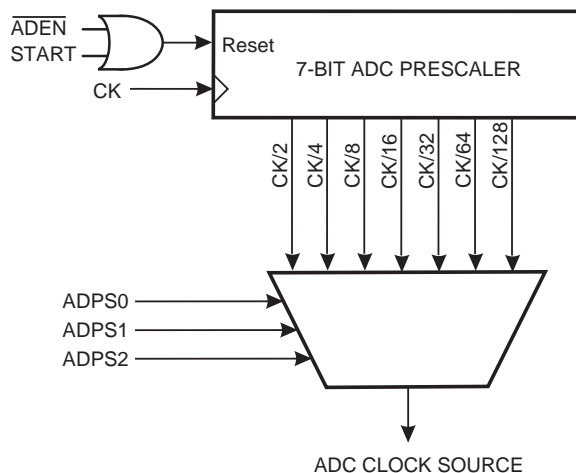 ADEN
START
Reset
7-BIT ADC PRESCALER
CK
CK/2
CK/4
CK/8
CK/16
CK/32
CK/64
CK/128
ADPS0
ADPS1
ADPS2
ADC CLOCK SOURCE